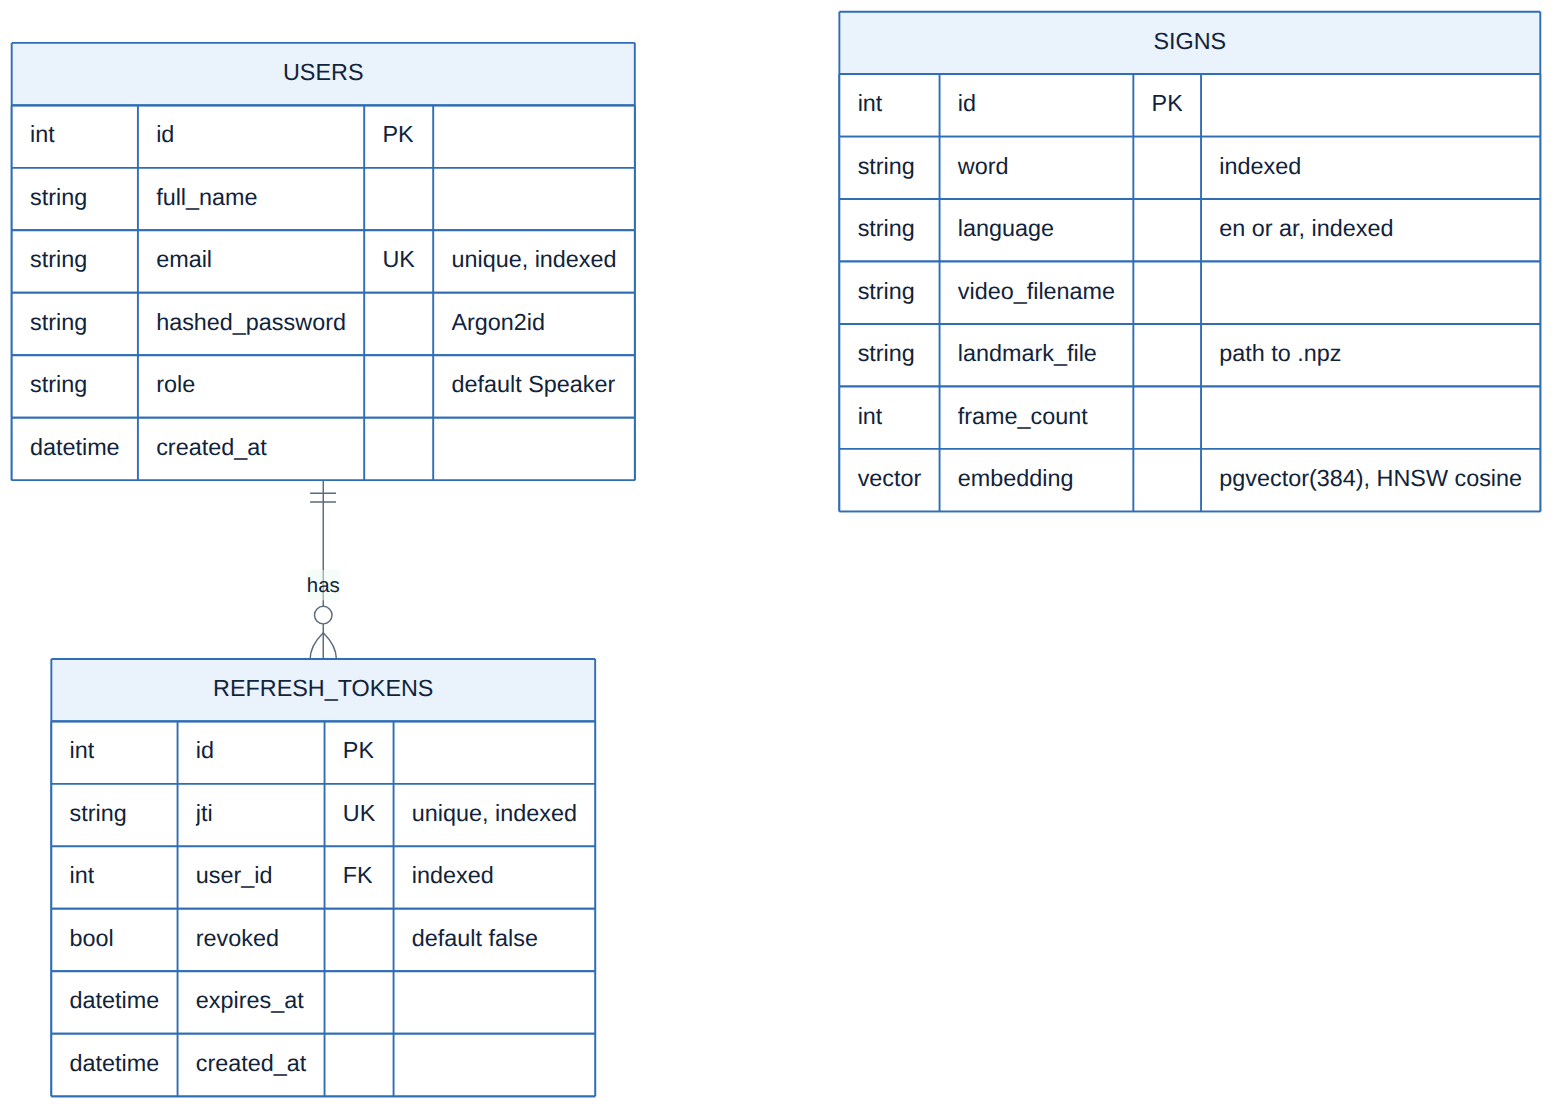 USERS
int id PK
string full_name
string email UK unique, indexed
string hashed_password Argon2id
string role default Speaker
datetime created_at
has
REFRESH_TOKENS
int id PK
string jti UK unique, indexed
int user_id FK indexed
bool revoked default false
datetime expires_at
datetime created_at
SIGNS
int id PK
string word indexed
string language en or ar, indexed
string video_filename
string landmark_file path to .npz
int frame_count
vector embedding pgvector(384), HNSW cosine